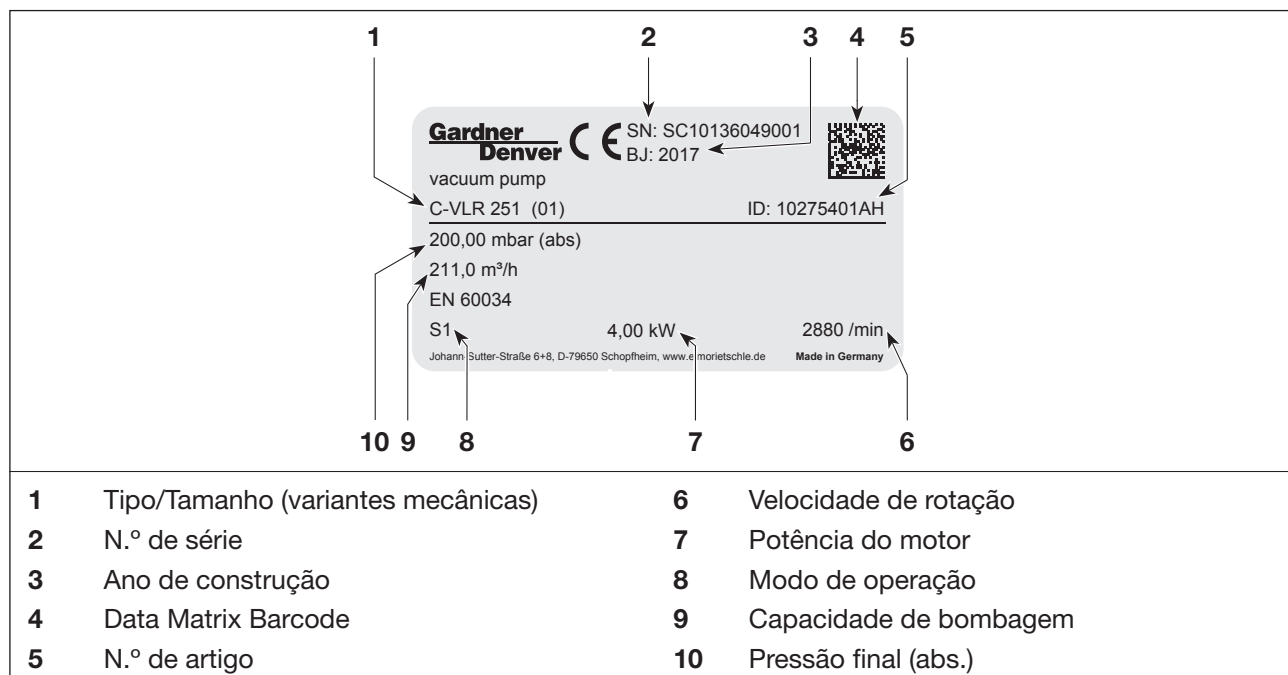 1 2 3 4 5
Gardner
Denver
CE
SN: SC10136049001
BJ: 2017
vacuum pump
C-VLR 251 (01) ID: 10275401AH
200,00 mbar (abs)
211,0 m³/h
EN 60034
S1 4,00 kW 2880 /min
Johann-Sutter-Straße 6+8, D-79650 Schopfheim, www.elmorietschle.de Made in Germany
10 9 8 7 6
1 Tipo/Tamanho (variantes mecânicas)
2 N.º de série
3 Ano de construção
4 Data Matrix Barcode
5 N.º de artigo
6 Velocidade de rotação
7 Potência do motor
8 Modo de operação
9 Capacidade de bombagem
10 Pressão final (abs.)